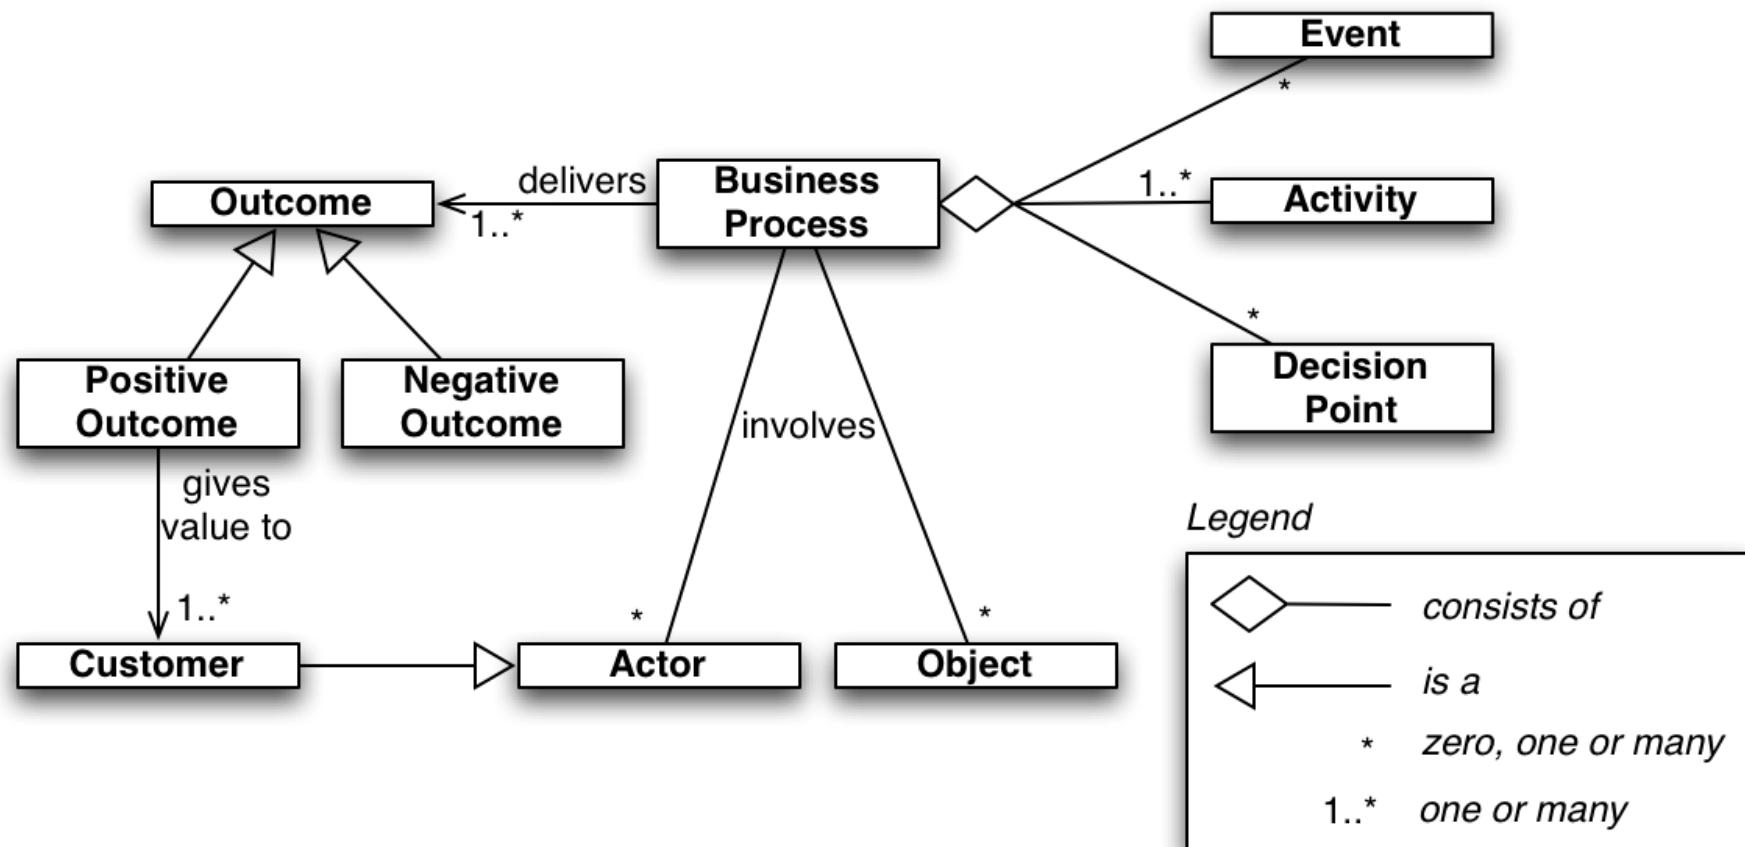 Event
*
delivers
Business
Process
1..*
Activity
Outcome
1..*
*
Decision
Point
Positive
Outcome
Negative
Outcome
involves
gives
value to
1..*
*
*
Customer
Actor
Object
Legend
consists of
is a
* zero, one or many
1..* one or many